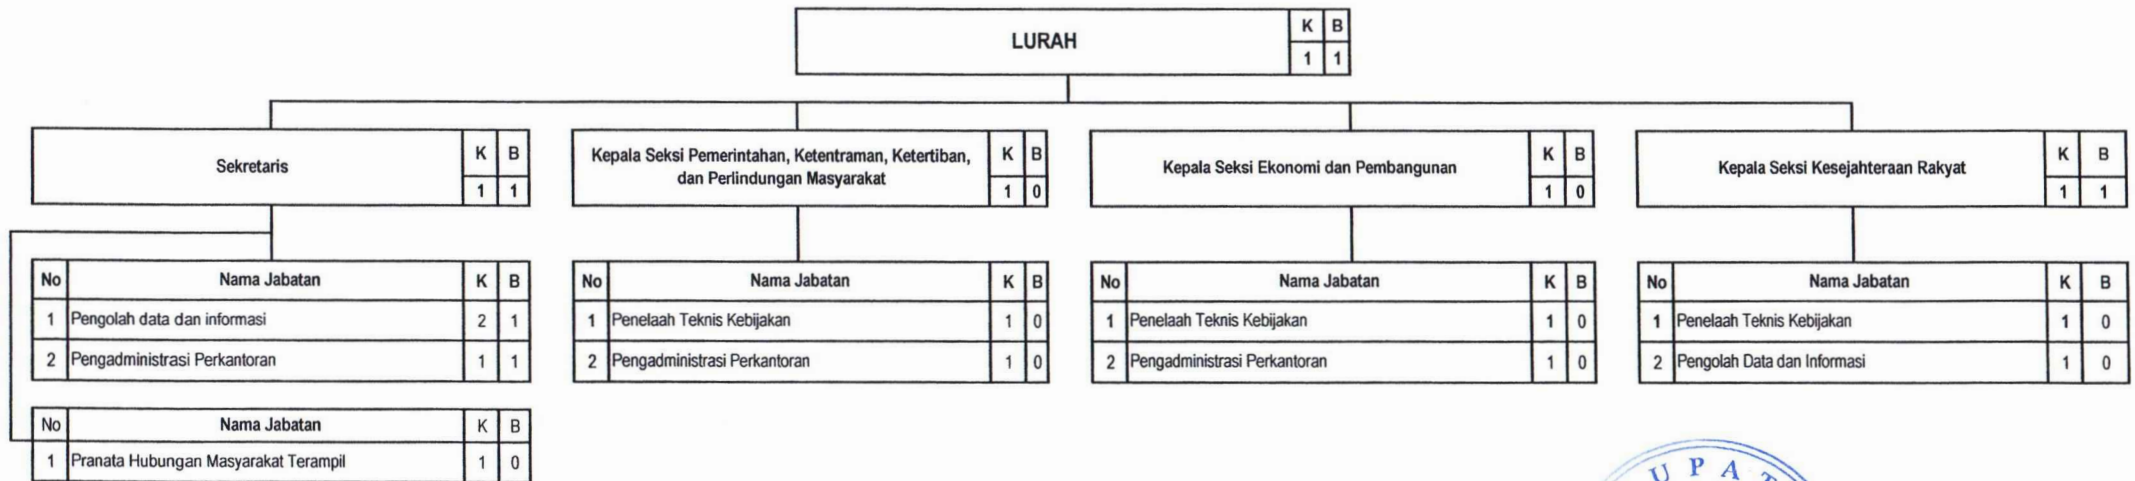 LURAH K B
1 1
Sekretaris K B
1 1
Kepala Seksi Pemerintahan, Ketentraman, Ketertiban,
dan Perlindungan Masyarakat K B
1 0
Kepala Seksi Ekonomi dan Pembangunan K B
1 0
Kepala Seksi Kesejahteraan Rakyat K B
1 1
No Nama Jabatan K B
1 Pengolah data dan informasi 2 1
2 Pengadministrasi Perkantoran 1 1
No Nama Jabatan K B
1 Pranata Hubungan Masyarakat Terampil 1 0
No Nama Jabatan K B
1 Penelaah Teknis Kebijakan 1 0
2 Pengadministrasi Perkantoran 1 0
No Nama Jabatan K B
1 Penelaah Teknis Kebijakan 1 0
2 Pengadministrasi Perkantoran 1 0
No Nama Jabatan K B
1 Penelaah Teknis Kebijakan 1 0
2 Pengolah Data dan Informasi 1 0
UPAT